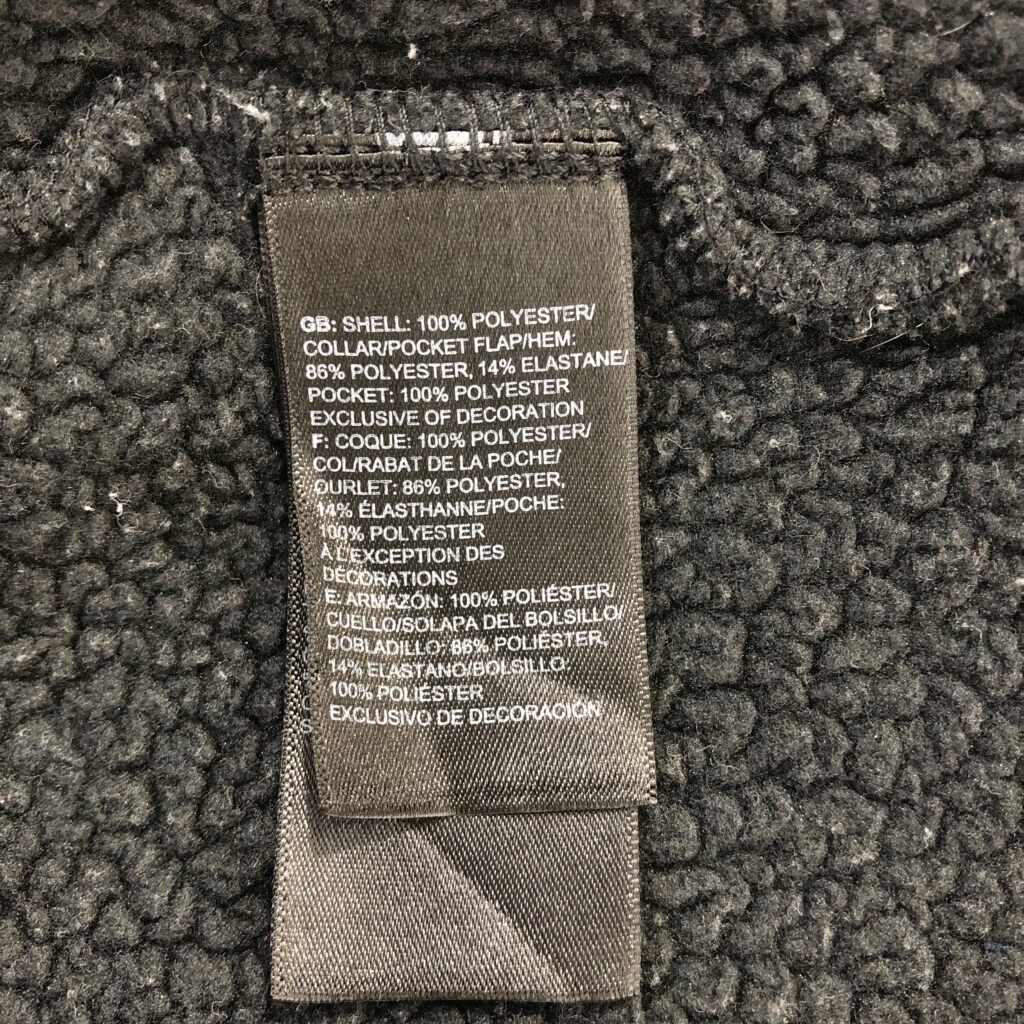 GB: SHELL: 100% POLYESTER/
COLLAR/POCKET FLAP/HEM:
86% POLYESTER, 14% ELASTANE/
POCKET: 100% POLYESTER
EXCLUSIVE OF DECORATION
F: COQUE: 100% POLYESTER/
COL/RABAT DE LA POCHE/
OURLET: 86% POLYESTER,
14% ÉLASTHANNE/POCHE:
100% POLYESTER
À L'EXCEPTION DES
DÉCORATIONS
E: ARMAZÓN: 100% POLIÉSTER/
CUELLO/SOLAPA DEL BOLSILLO/
DOBLADILLO: 86% POLIÉSTER,
14% ELASTANO/BOLSILLO:
100% POLIÉSTER
EXCLUSIVO DE DECORACIÓN